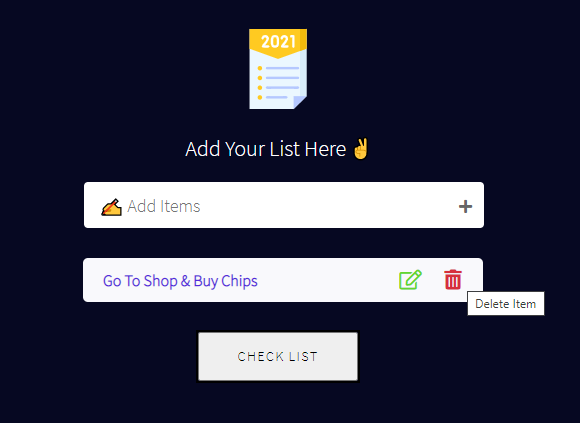 2021
Add Your List Here ✌
✍ Add Items
Go To Shop & Buy Chips
Delete Item
CHECK LIST